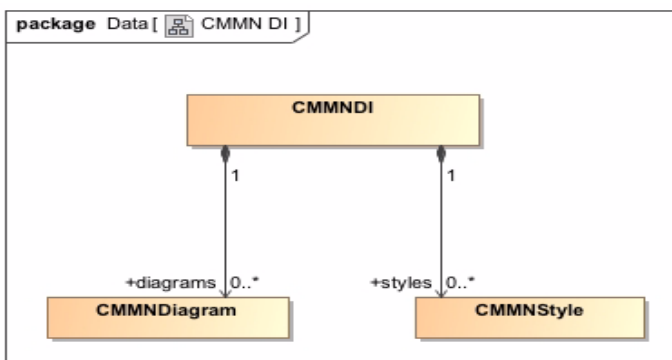 package Data [ CMMN DI ]
CMMNDI
1 1
+diagrams 0..* +styles 0..*
CMMNDiagram CMMNStyle